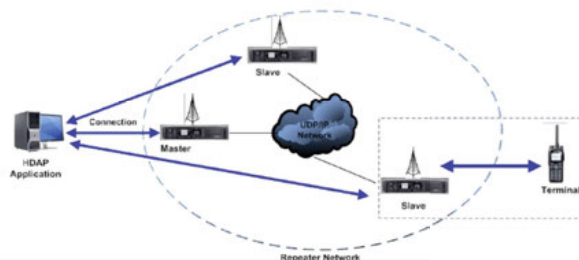 Slave
Connection
UDP/IP
Network
Master
HDAP
Application
Slave
Terminal
Repeater Network